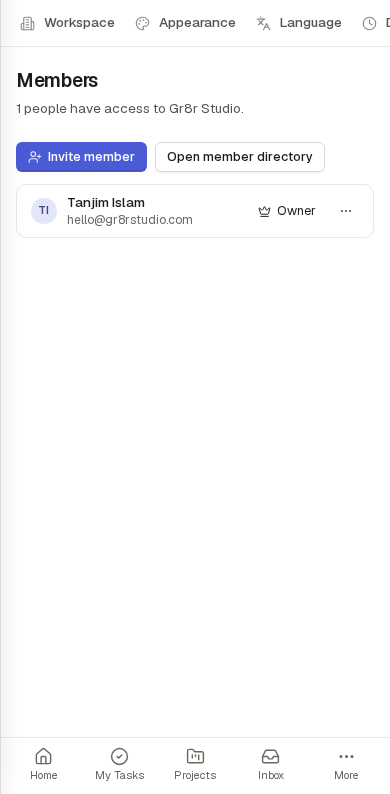 Workspace
Appearance
Language
Members
1 people have access to Gr8r Studio.
Invite member
Open member directory
TI
Tanjim Islam
hello@gr8rstudio.com
Owner
Home
My Tasks
Projects
Inbox
More